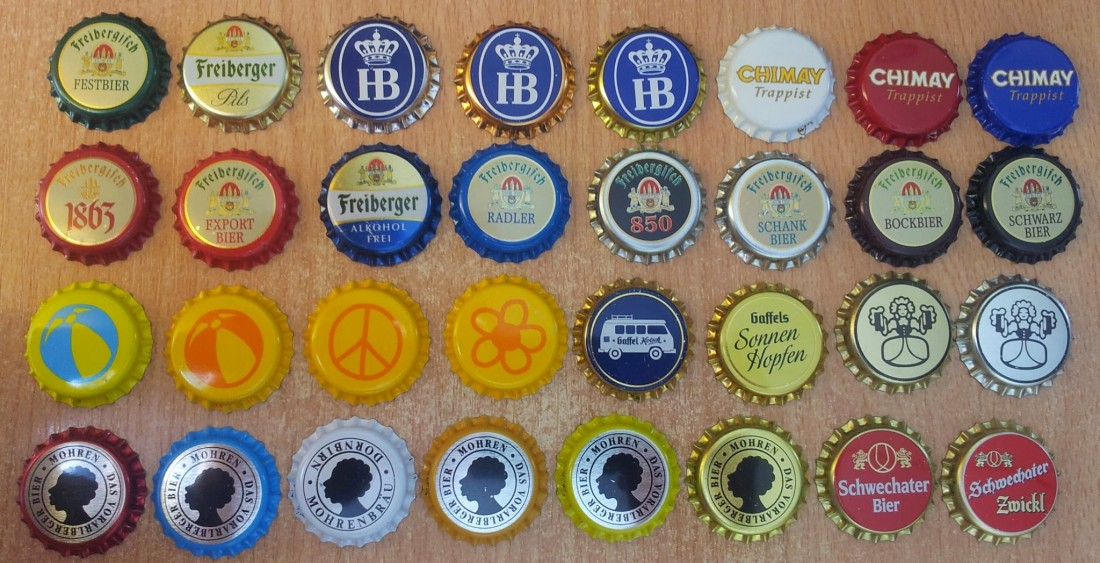 Freibergisch
FESTBIER
Freiberger
Pils
HB
HB
HB
CHIMAY
Trappist
CHIMAY
Trappist
CHIMAY
Trappist
Freibergisch
1863
Freibergisch
EXPORT
BIER
Freiberger
ALKOHOL
FREI
Freibergisch
RADLER
Freibergisch
850
Freibergisch
SCHANK
BIER
Freibergisch
BOCKBIER
Freibergisch
SCHWARZ
BIER
Gaffel Kölsch
Gaffels
Sonnen
Hopfen
MOHREN · DAS VORARLBERGER BIER ·
MOHREN · DAS VORARLBERGER BIER ·
DORNBIRN · MOHRENBRÄU ·
MOHREN · DAS VORARLBERGER BIER ·
MOHREN · DAS VORARLBERGER BIER ·
MOHREN · DAS VORARLBERGER BIER ·
Schwechater
Bier
Schwechater
Zwickl